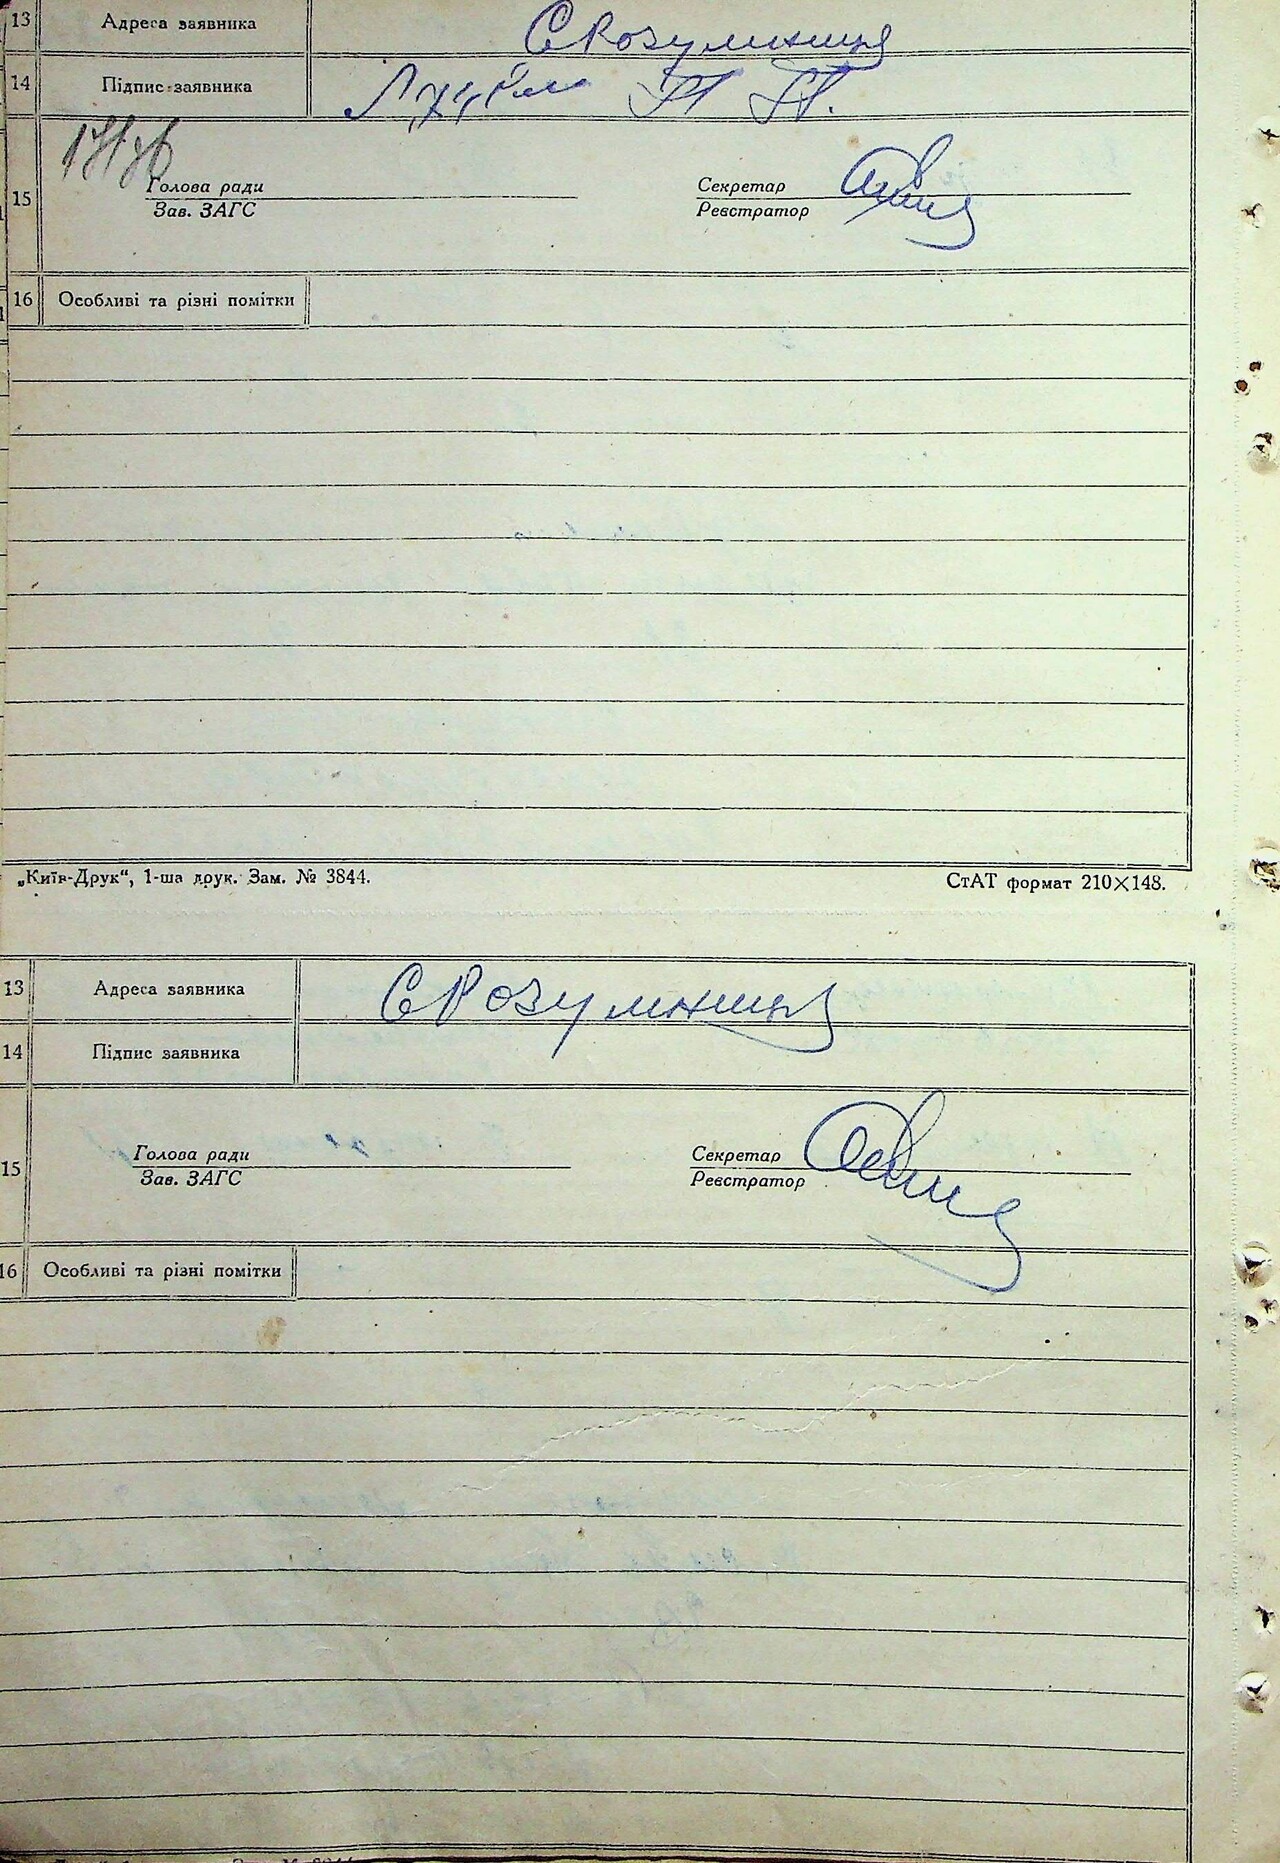 13 Адреса заявника С Розумниця
14 Підпис заявника
15
Голова ради Секретар
Зав. ЗАГС Реєстратор
16 Особливі та різні помітки
„Київ-Друк“, 1-ша друк. Зам. № 3844. СтАТ формат 210×148.
13 Адреса заявника С Розумниця
14 Підпис заявника
15
Голова ради Секретар
Зав. ЗАГС Реєстратор
16 Особливі та різні помітки